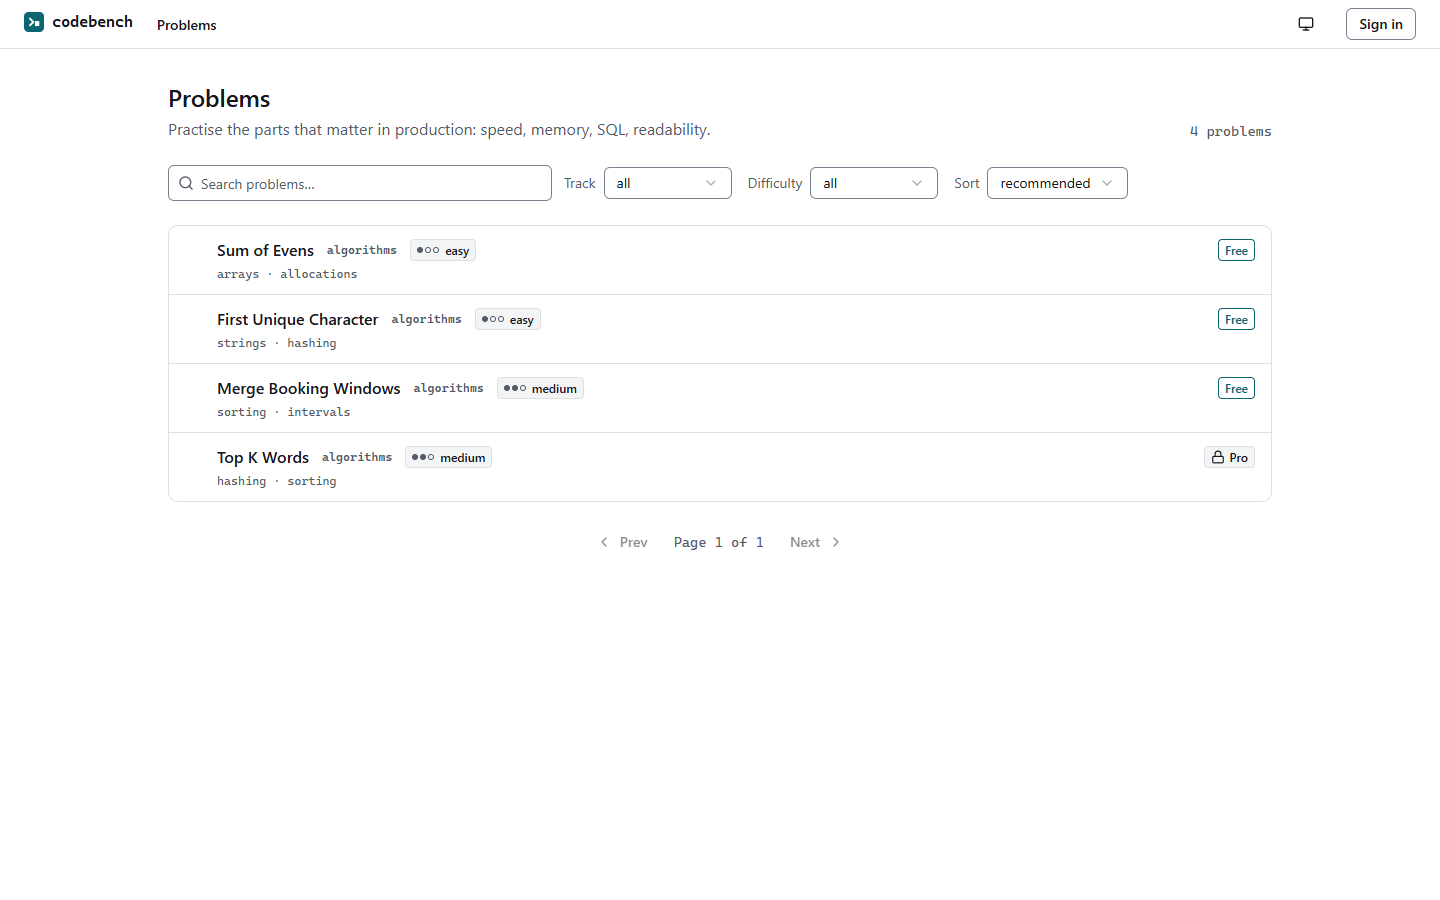 codebench Problems Sign in
Problems
Practise the parts that matter in production: speed, memory, SQL, readability.
4 problems
Search problems... Track all Difficulty all Sort recommended
Sum of Evens algorithms easy Free
arrays · allocations
First Unique Character algorithms easy Free
strings · hashing
Merge Booking Windows algorithms medium Free
sorting · intervals
Top K Words algorithms medium Pro
hashing · sorting
Prev Page 1 of 1 Next